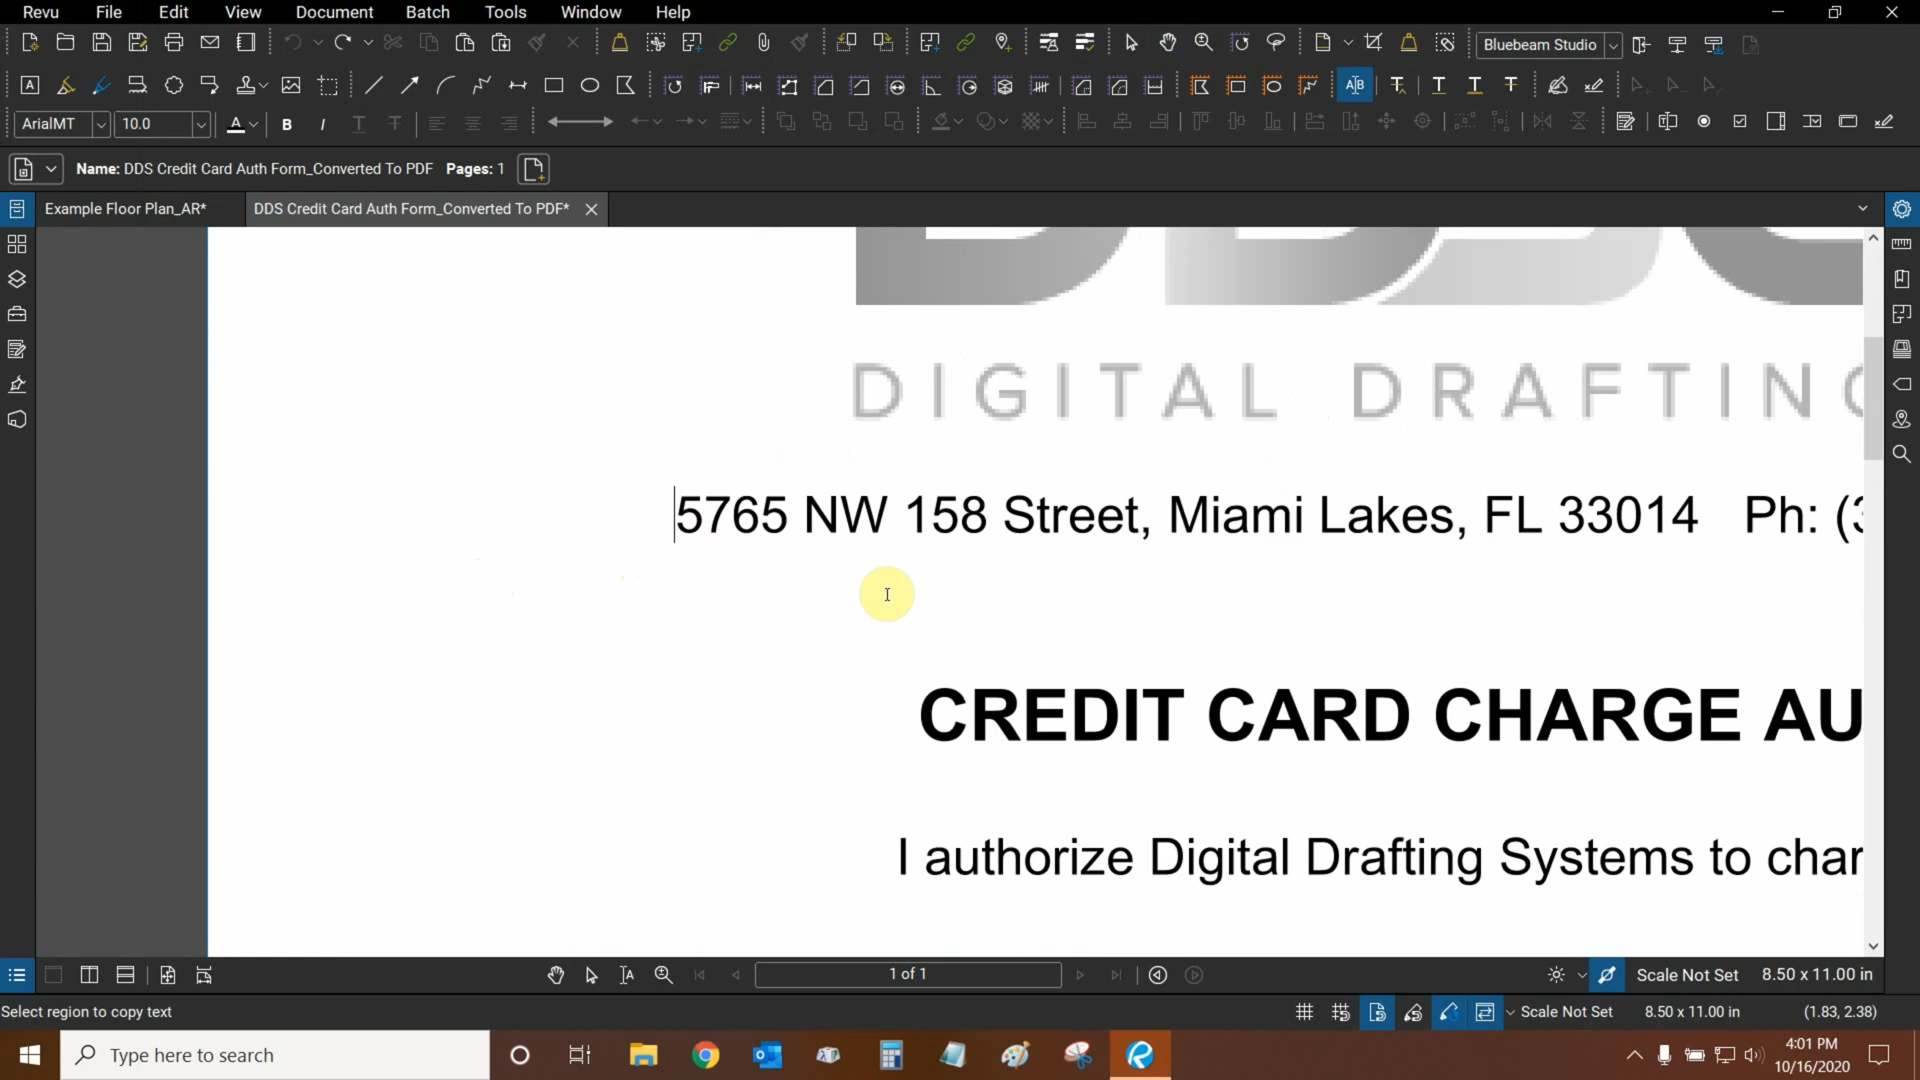 Revu File Edit View Document Batch Tools Window Help
Bluebeam Studio
ArialMT 10.0
Name: DDS Credit Card Auth Form_Converted To PDF Pages: 1
Example Floor Plan_AR* DDS Credit Card Auth Form_Converted To PDF*
DIGITAL DRAFTING
5765 NW 158 Street, Miami Lakes, FL 33014 Ph: (3
CREDIT CARD CHARGE AU
I authorize Digital Drafting Systems to char
1 of 1 Scale Not Set 8.50 x 11.00 in
Select region to copy text Scale Not Set 8.50 x 11.00 in (1.83, 2.38)
Type here to search 4:01 PM
10/16/2020